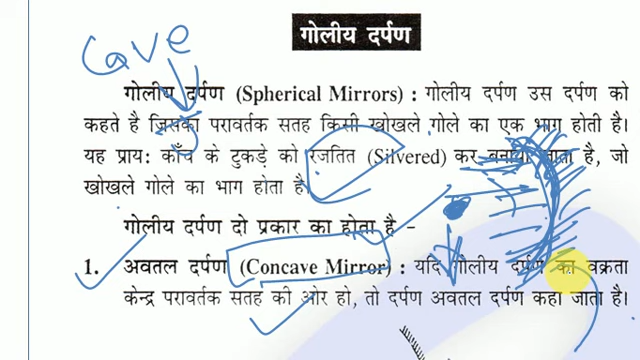 गोलीय दर्पण
Cave
गोलीय दर्पण (Spherical Mirrors) : गोलीय दर्पण उस दर्पण को
कहते है जिसका परावर्तक सतह किसी खोखले गोले का एक भाग होती है।
यह प्राय: काँच के टुकड़े को रजतित (Silvered) कर बनाया जाता है, जो
खोखले गोले का भाग होता है।
गोलीय दर्पण दो प्रकार का होता है -
1. अवतल दर्पण (Concave Mirror) : यदि गोलीय दर्पण का वक्रता
केन्द्र परावर्तक सतह की ओर हो, तो दर्पण अवतल दर्पण कहा जाता है।